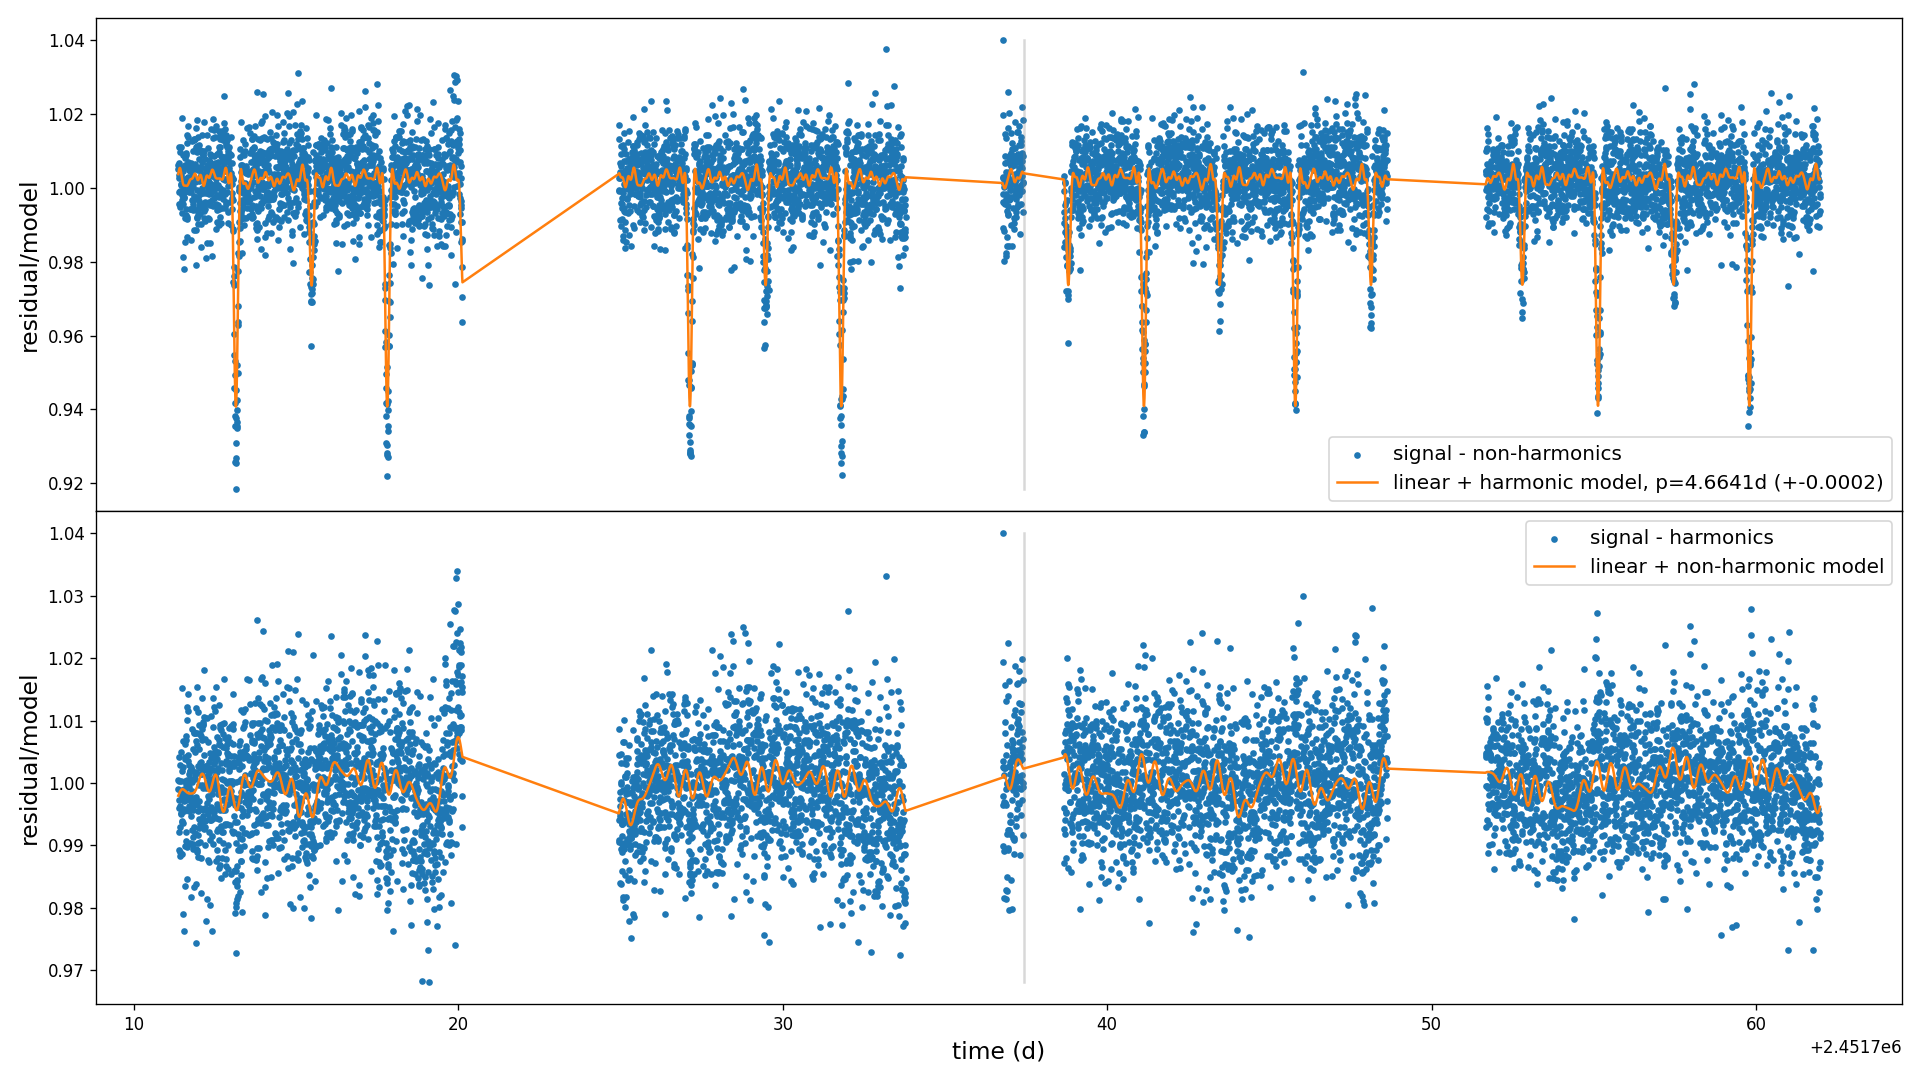 1.04
1.02
1.00
0.98
0.96
0.94
0.92
residual/model
signal - non-harmonics
linear + harmonic model, p=4.6641d (+-0.0002)
1.04
1.03
1.02
1.01
1.00
0.99
0.98
0.97
residual/model
signal - harmonics
linear + non-harmonic model
10
20
30
40
50
60
time (d)
+2.4517e6